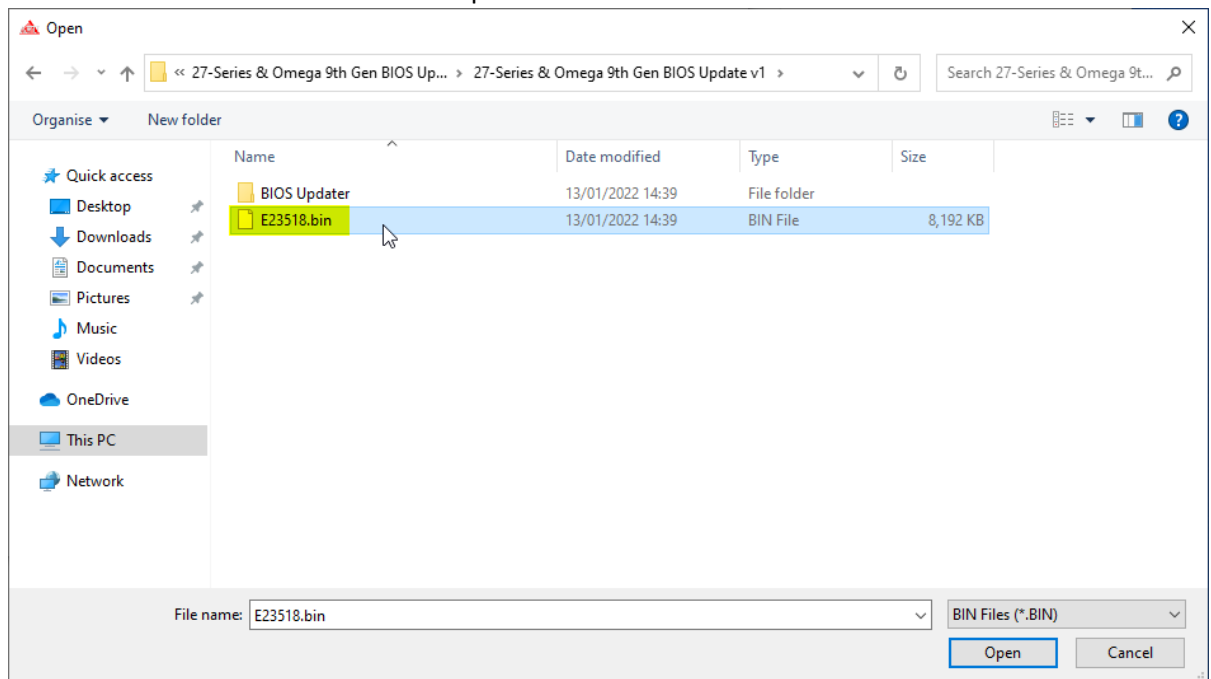 Open
« 27-Series & Omega 9th Gen BIOS Up... › 27-Series & Omega 9th Gen BIOS Update v1 ›
Search 27-Series & Omega 9t...
Organise New folder
?
Name Date modified Type Size
Quick access
Desktop
Downloads
Documents
Pictures
Music
Videos
OneDrive
This PC
Network
BIOS Updater 13/01/2022 14:39 File folder
E23518.bin 13/01/2022 14:39 BIN File 8,192 KB
File name: E23518.bin BIN Files (*.BIN)
Open Cancel